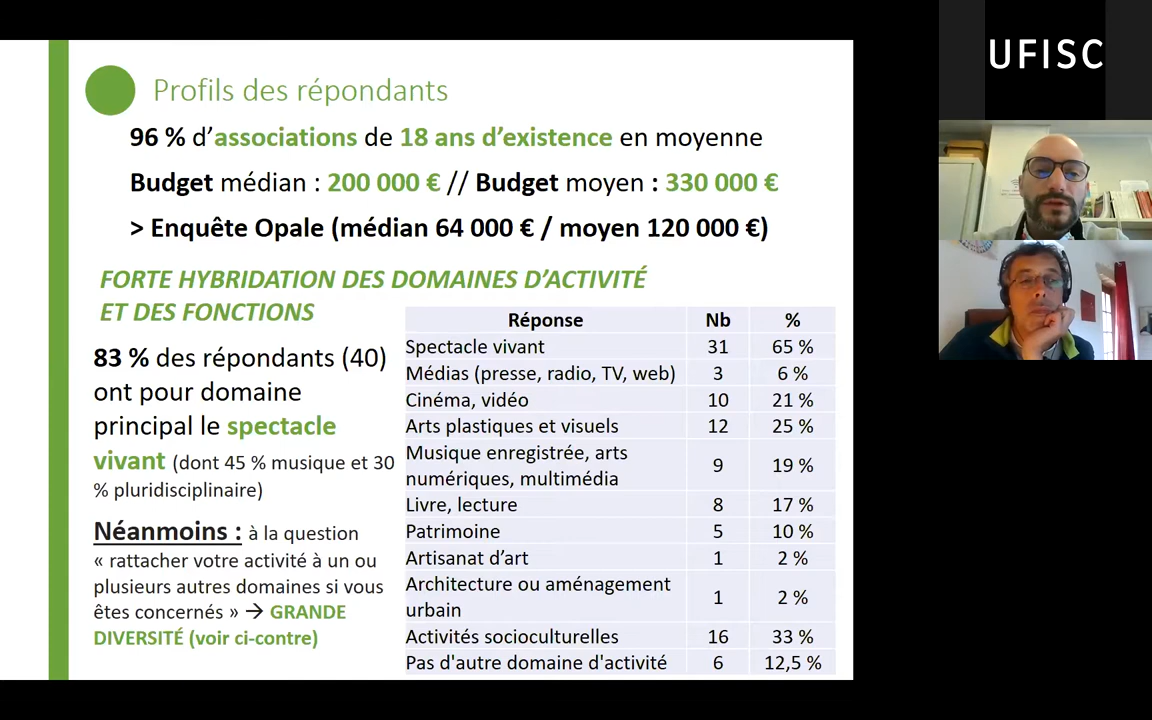 UFISC
Profils des répondants
96 % d’associations de 18 ans d’existence en moyenne
Budget médian : 200 000 € // Budget moyen : 330 000 €
> Enquête Opale (médian 64 000 € / moyen 120 000 €)
FORTE HYBRIDATION DES DOMAINES D’ACTIVITÉ
ET DES FONCTIONS
83 % des répondants (40)
ont pour domaine
principal le spectacle
vivant (dont 45 % musique et 30
% pluridisciplinaire)
Néanmoins : à la question
« rattacher votre activité à un ou
plusieurs autres domaines si vous
êtes concernés » → GRANDE
DIVERSITÉ (voir ci-contre)
Réponse Nb %
Spectacle vivant 31 65 %
Médias (presse, radio, TV, web) 3 6 %
Cinéma, vidéo 10 21 %
Arts plastiques et visuels 12 25 %
Musique enregistrée, arts
numériques, multimédia 9 19 %
Livre, lecture 8 17 %
Patrimoine 5 10 %
Artisanat d’art 1 2 %
Architecture ou aménagement
urbain 1 2 %
Activités socioculturelles 16 33 %
Pas d'autre domaine d'activité 6 12,5 %